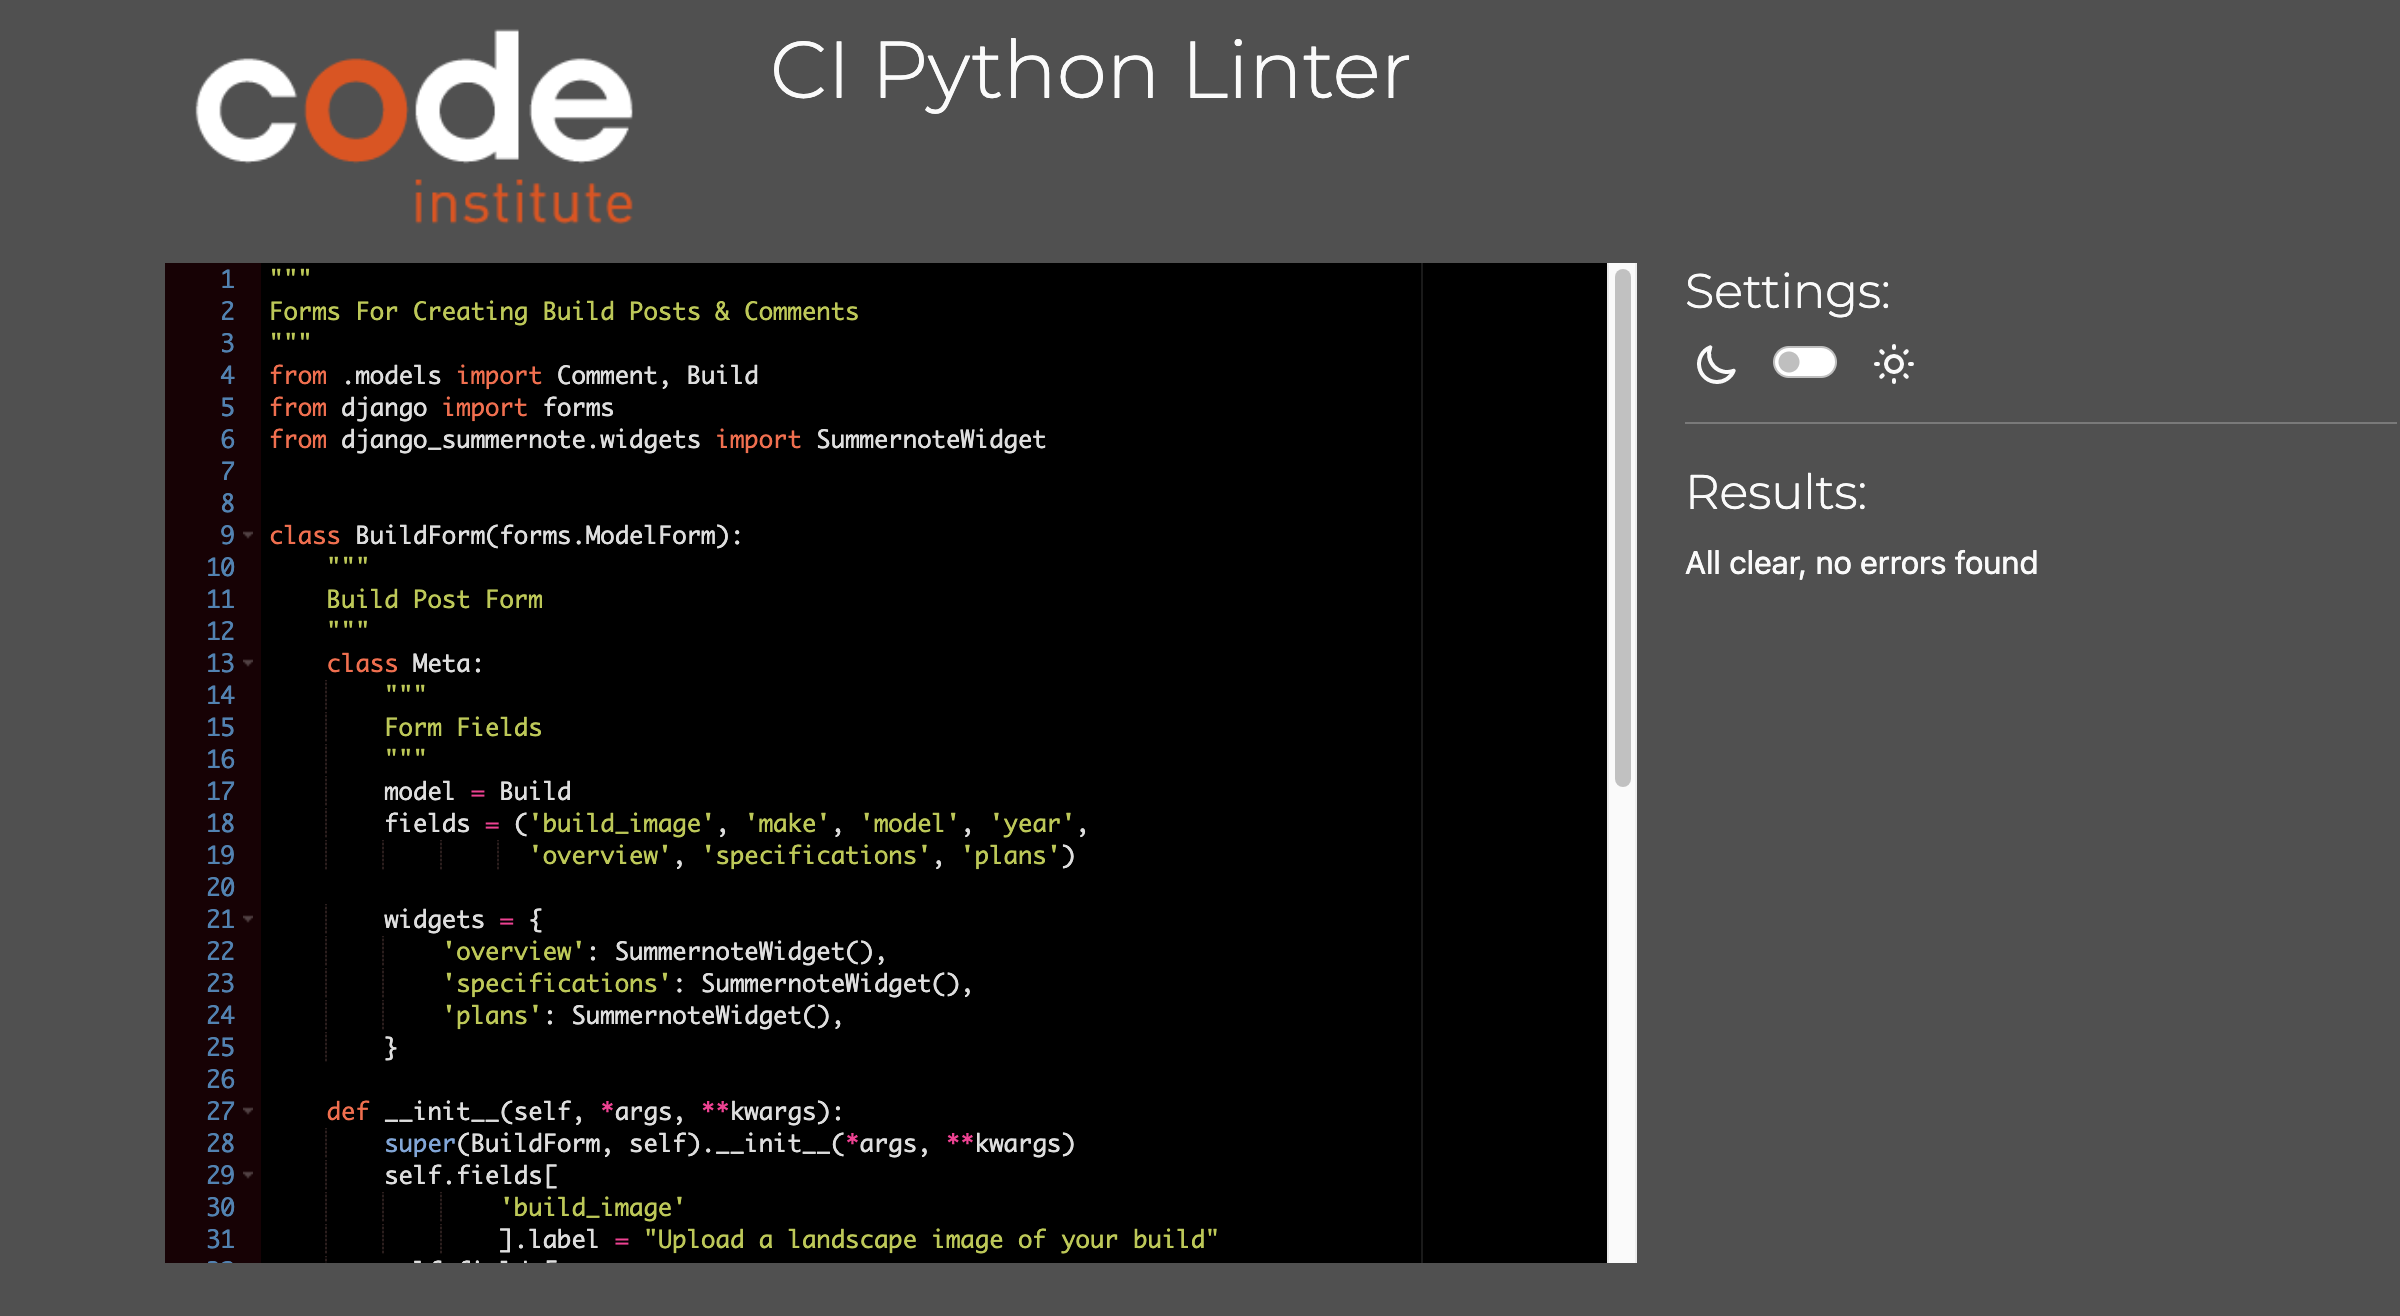 code
institute
CI Python Linter
1 """
2 Forms For Creating Build Posts & Comments
3 """
4 from .models import Comment, Build
5 from django import forms
6 from django_summernote.widgets import SummernoteWidget
7
8
9 class BuildForm(forms.ModelForm):
10     """
11     Build Post Form
12     """
13     class Meta:
14         """
15         Form Fields
16         """
17         model = Build
18         fields = ('build_image', 'make', 'model', 'year',
19                   'overview', 'specifications', 'plans')
20
21         widgets = {
22             'overview': SummernoteWidget(),
23             'specifications': SummernoteWidget(),
24             'plans': SummernoteWidget(),
25         }
26
27     def __init__(self, *args, **kwargs):
28         super(BuildForm, self).__init__(*args, **kwargs)
29         self.fields[
30                 'build_image'
31                 ].label = "Upload a landscape image of your build"
Settings:
Results:
All clear, no errors found